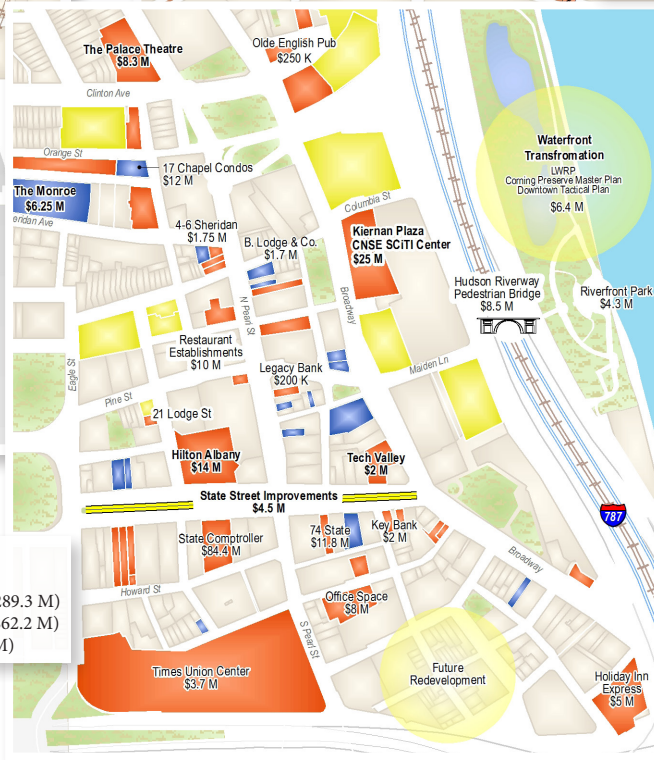 The Palace Theatre
$8.3 M
Olde English Pub
$250 K
Clinton Ave
Orange St
17 Chapel Condos
$12 M
The Monroe
$6.25 M
eridan Ave
Waterfront
Transfromation
LWRP
Corning Preserve Master Plan
Downtown Tactical Plan
$6.4 M
Columbia St
4-6 Sheridan
$1.75 M
B. Lodge & Co.
$1.7 M
Kiernan Plaza
CNSE SCiTI Center
$25 M
Hudson Riverway
Pedestrian Bridge
$8.5 M
Riverfront Park
$4.3 M
N Pearl St
Broadway
Restaurant
Establishments
$10 M
Eagle St
Legacy Bank
$200 K
Maiden Ln
Pine St
21 Lodge St
Hilton Albany
$14 M
Tech Valley
$2 M
State Street Improvements
$4.5 M
787
State Comptroller
$84.4 M
74 State
$11.8 M
Key Bank
$2 M
Broadway
289.3 M)
62.2 M)
M)
Howard St
Office Space
$8 M
S Pearl St
Times Union Center
$3.7 M
Future
Redevelopment
Holiday Inn
Express
$5 M